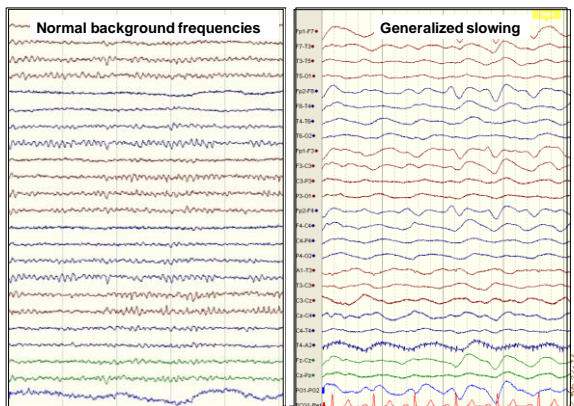 Normal background frequencies
Generalized slowing
Fp1-F7
F7-T3
T3-T5
T5-O1
Fp2-F8
F8-T4
T4-T6
T6-O2
Fp1-F3
F3-C3
C3-P3
P3-O1
Fp2-F4
F4-C4
C4-P4
P4-O2
A1-T3
T3-C3
C3-Cz
Cz-C4
C4-T4
T4-A2
Fz-Cz
Cz-Pz
PO1-PO2